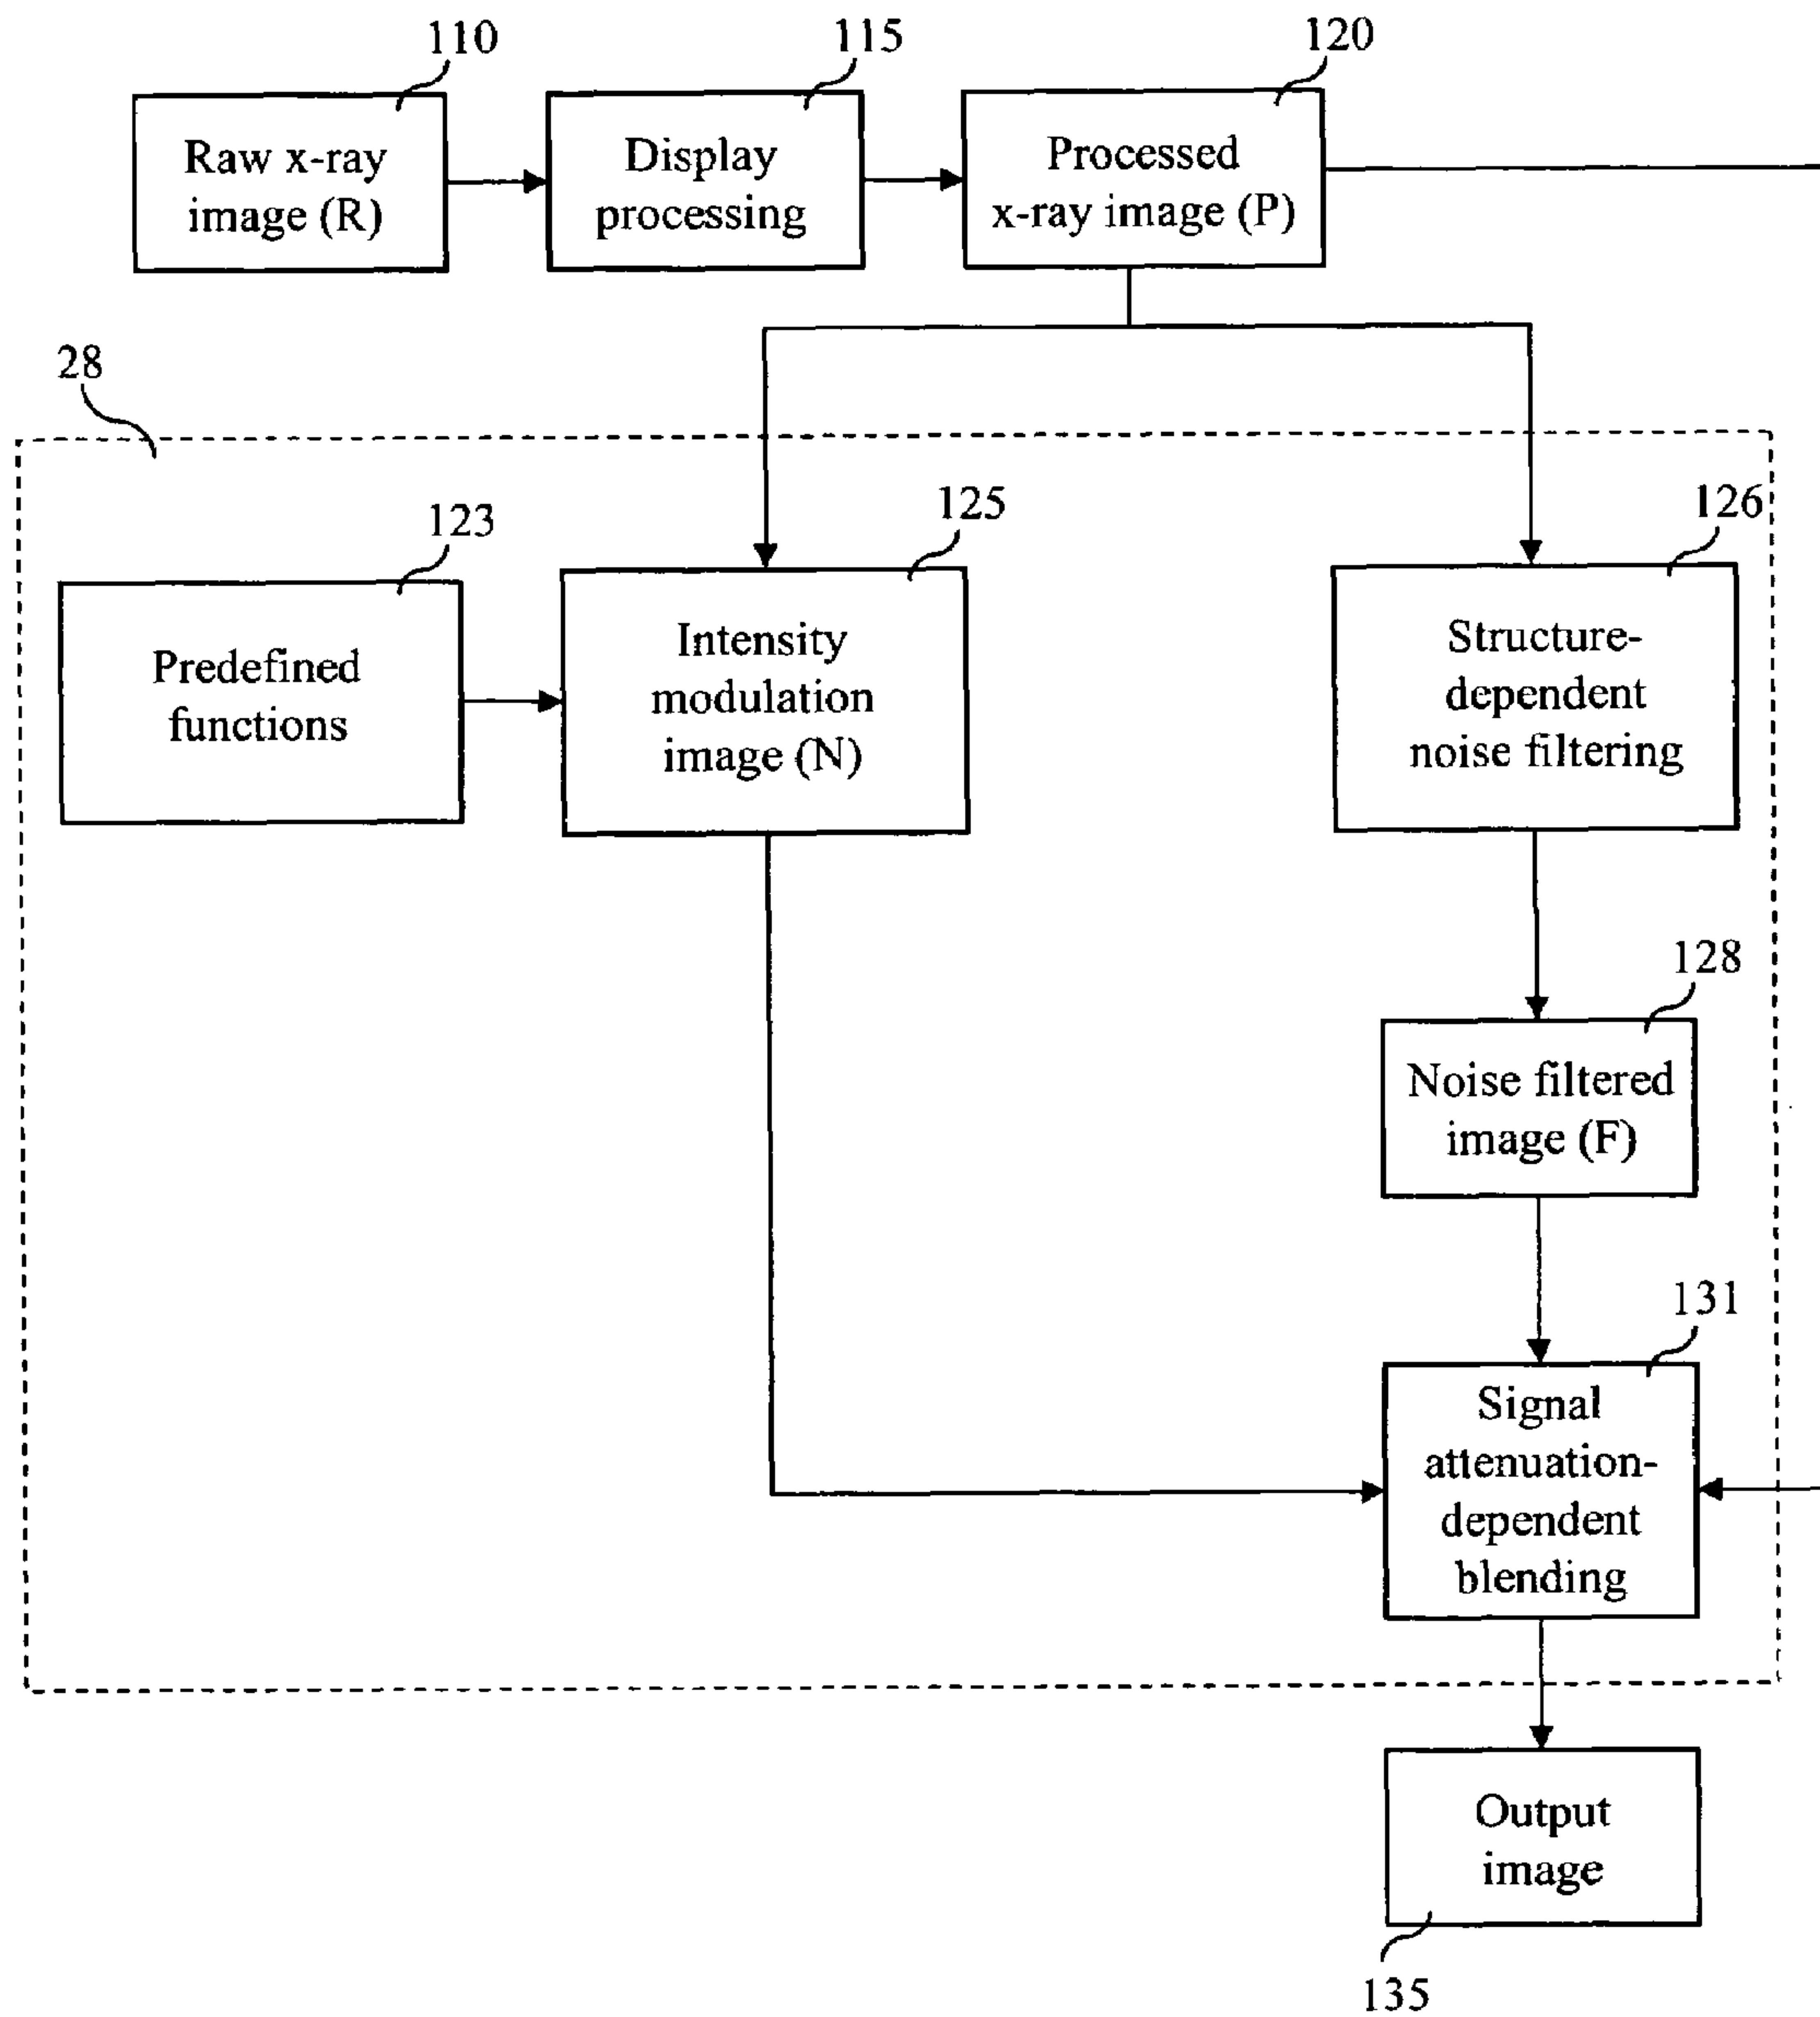 110
115
120
Raw x-ray
image (R)
Display
processing
Processed
x-ray image (P)
28
123
125
126
Predefined
functions
Intensity
modulation
image (N)
Structure-
dependent
noise filtering
128
Noise filtered
image (F)
131
Signal
attenuation-
dependent
blending
Output
image
135